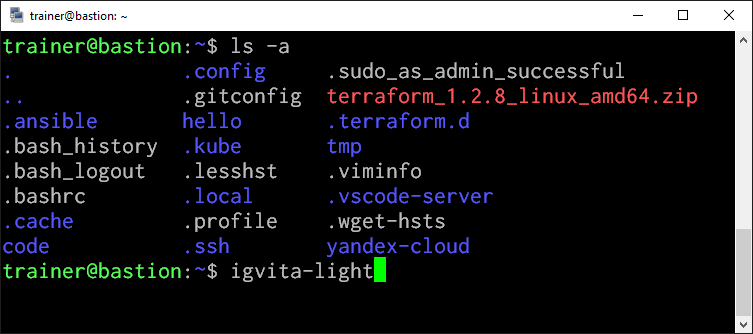 trainer@bastion: ~
trainer@bastion:~$ ls -a
. .config .sudo_as_admin_successful
.. .gitconfig terraform_1.2.8_linux_amd64.zip
.ansible hello .terraform.d
.bash_history .kube tmp
.bash_logout .lesshst .viminfo
.bashrc .local .vscode-server
.cache .profile .wget-hsts
code .ssh yandex-cloud
trainer@bastion:~$ igvita-light